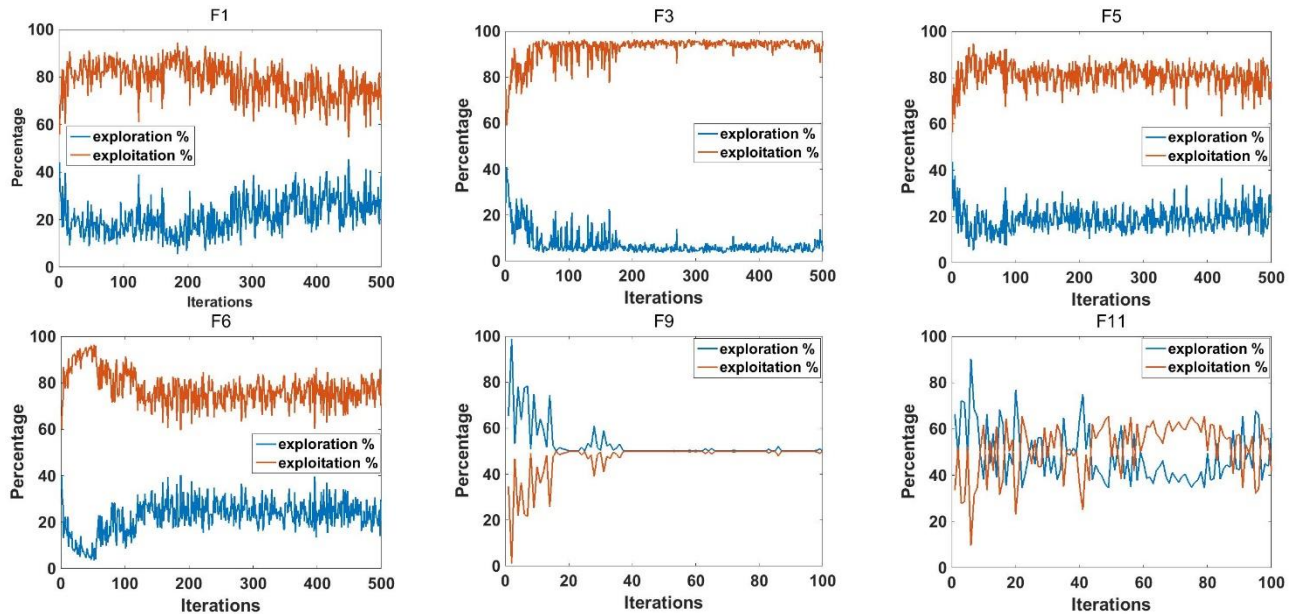 F1
Percentage
100
80
60
40
20
0
exploration %
exploitation %
0 100 200 300 400 500
Iterations
F3
Percentage
100
80
60
40
20
0
exploration %
exploitation %
0 100 200 300 400 500
Iterations
F5
Percentage
100
80
60
40
20
0
exploration %
exploitation %
0 100 200 300 400 500
Iterations
F6
Percentage
100
80
60
40
20
0
exploration %
exploitation %
0 100 200 300 400 500
Iterations
F9
Percentage
100
80
60
40
20
0
exploration %
exploitation %
0 20 40 60 80 100
Iterations
F11
Percentage
100
80
60
40
20
0
exploration %
exploitation %
0 20 40 60 80 100
Iterations